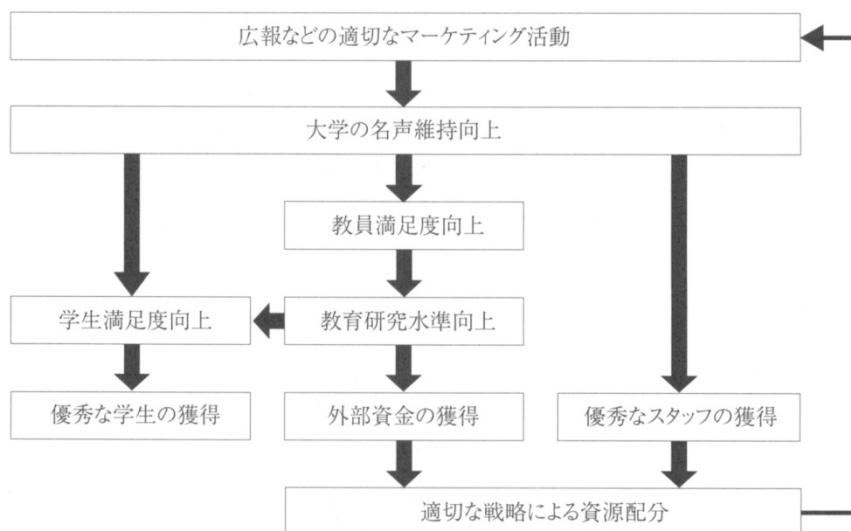 広報などの適切なマーケティング活動
大学の名声維持向上
教員満足度向上
学生満足度向上
教育研究水準向上
優秀な学生の獲得
外部資金の獲得
優秀なスタッフの獲得
適切な戦略による資源配分